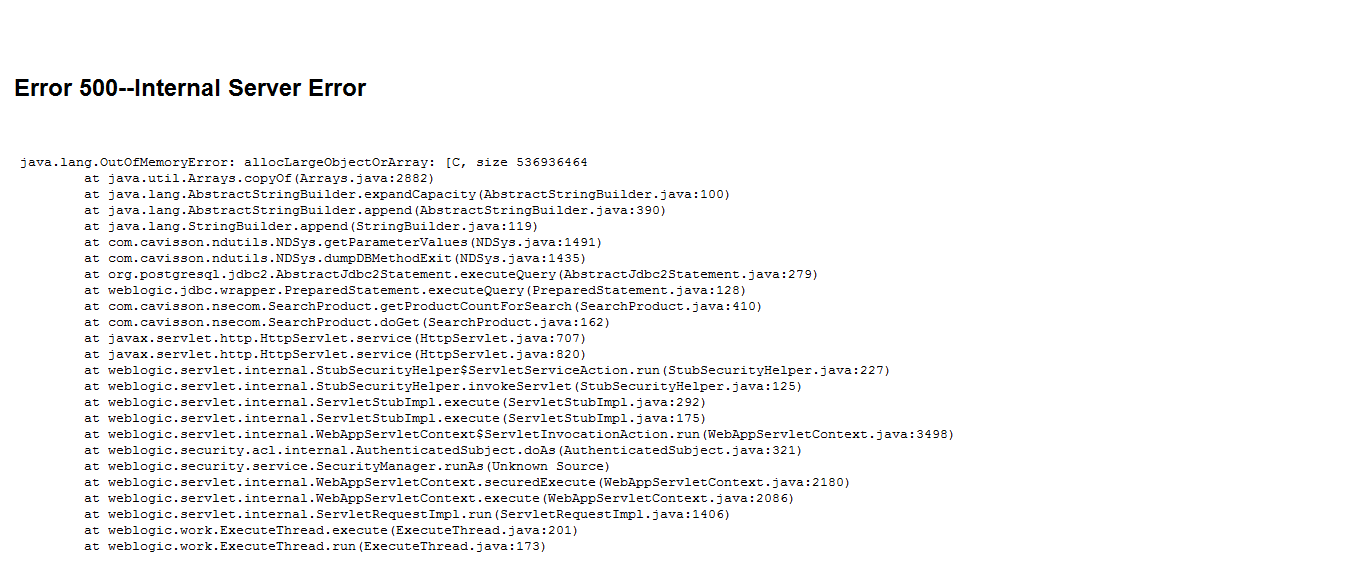 Error 500--Internal Server Error
java.lang.OutOfMemoryError: allocLargeObjectOrArray: [C, size 536936464
at java.util.Arrays.copyOf(Arrays.java:2882)
at java.lang.AbstractStringBuilder.expandCapacity(AbstractStringBuilder.java:100)
at java.lang.AbstractStringBuilder.append(AbstractStringBuilder.java:390)
at java.lang.StringBuilder.append(StringBuilder.java:119)
at com.cavisson.ndutils.NDSys.getParameterValues(NDSys.java:1491)
at com.cavisson.ndutils.NDSys.dumpDBMethodExit(NDSys.java:1435)
at org.postgresql.jdbc2.AbstractJdbc2Statement.executeQuery(AbstractJdbc2Statement.java:279)
at weblogic.jdbc.wrapper.PreparedStatement.executeQuery(PreparedStatement.java:128)
at com.cavisson.nsecom.SearchProduct.getProductCountForSearch(SearchProduct.java:410)
at com.cavisson.nsecom.SearchProduct.doGet(SearchProduct.java:162)
at javax.servlet.http.HttpServlet.service(HttpServlet.java:707)
at javax.servlet.http.HttpServlet.service(HttpServlet.java:820)
at weblogic.servlet.internal.StubSecurityHelper$ServletServiceAction.run(StubSecurityHelper.java:227)
at weblogic.servlet.internal.StubSecurityHelper.invokeServlet(StubSecurityHelper.java:125)
at weblogic.servlet.internal.ServletStubImpl.execute(ServletStubImpl.java:292)
at weblogic.servlet.internal.ServletStubImpl.execute(ServletStubImpl.java:175)
at weblogic.servlet.internal.WebAppServletContext$ServletInvocationAction.run(WebAppServletContext.java:3498)
at weblogic.security.acl.internal.AuthenticatedSubject.doAs(AuthenticatedSubject.java:321)
at weblogic.security.service.SecurityManager.runAs(Unknown Source)
at weblogic.servlet.internal.WebAppServletContext.securedExecute(WebAppServletContext.java:2180)
at weblogic.servlet.internal.WebAppServletContext.execute(WebAppServletContext.java:2086)
at weblogic.servlet.internal.ServletRequestImpl.run(ServletRequestImpl.java:1406)
at weblogic.work.ExecuteThread.execute(ExecuteThread.java:201)
at weblogic.work.ExecuteThread.run(ExecuteThread.java:173)